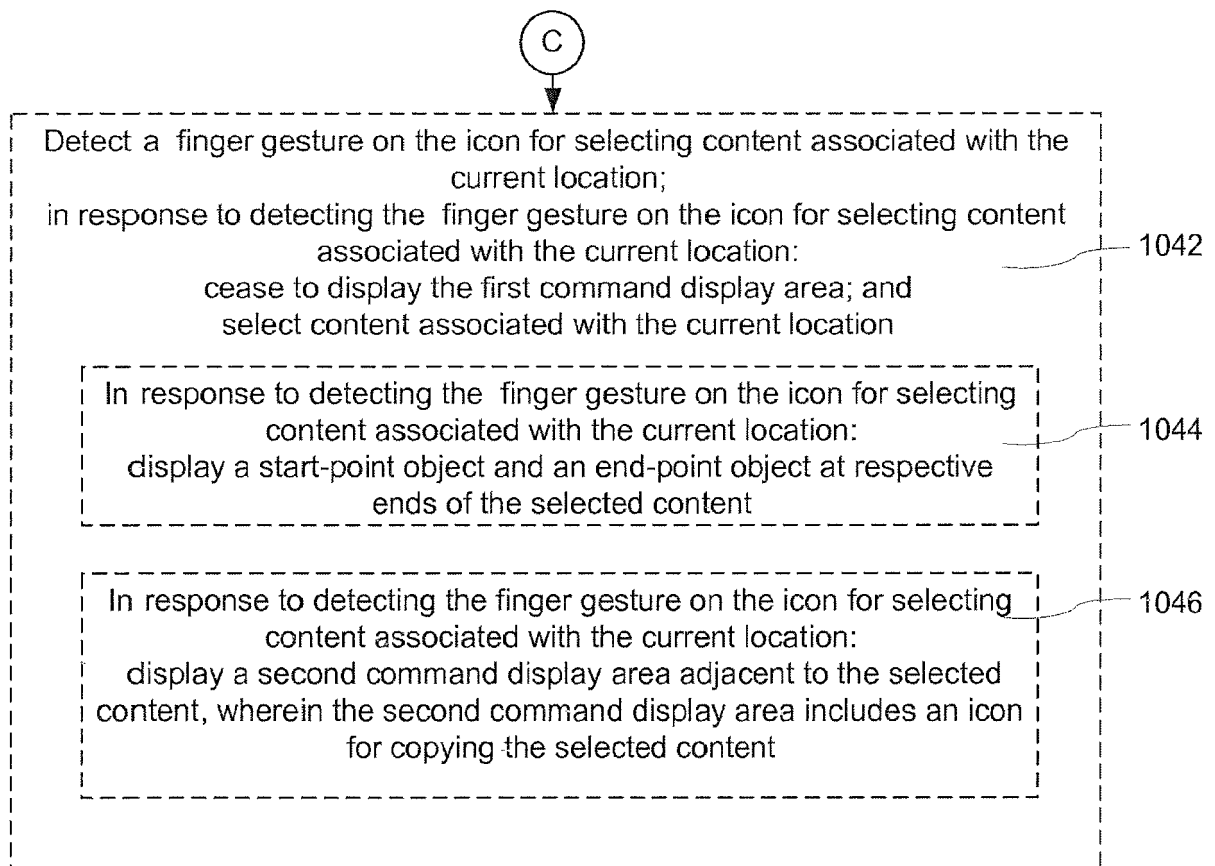 C
Detect a finger gesture on the icon for selecting content associated with the
current location;
in response to detecting the finger gesture on the icon for selecting content
associated with the current location:
cease to display the first command display area; and
select content associated with the current location
1042
In response to detecting the finger gesture on the icon for selecting
content associated with the current location:
display a start-point object and an end-point object at respective
ends of the selected content
1044
In response to detecting the finger gesture on the icon for selecting
content associated with the current location:
display a second command display area adjacent to the selected
content, wherein the second command display area includes an icon
for copying the selected content
1046